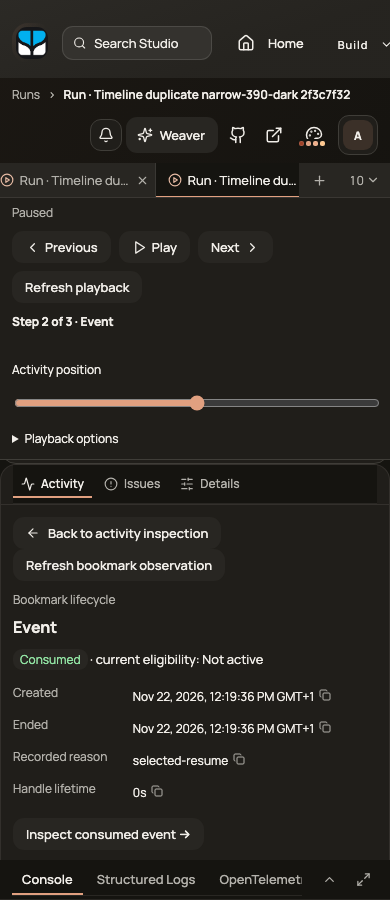 Search Studio
Home
Build
Runs › Run · Timeline duplicate narrow-390-dark 2f3c7f32
Weaver
A
Run · Timeline du...
Run · Timeline du...
10
Paused
Previous
Play
Next
Refresh playback
Step 2 of 3 · Event
Activity position
Playback options
Activity
Issues
Details
Back to activity inspection
Refresh bookmark observation
Bookmark lifecycle
Event
Consumed · current eligibility: Not active
Created Nov 22, 2026, 12:19:36 PM GMT+1
Ended Nov 22, 2026, 12:19:36 PM GMT+1
Recorded reason selected-resume
Handle lifetime 0s
Inspect consumed event →
Console
Structured Logs
OpenTelemet